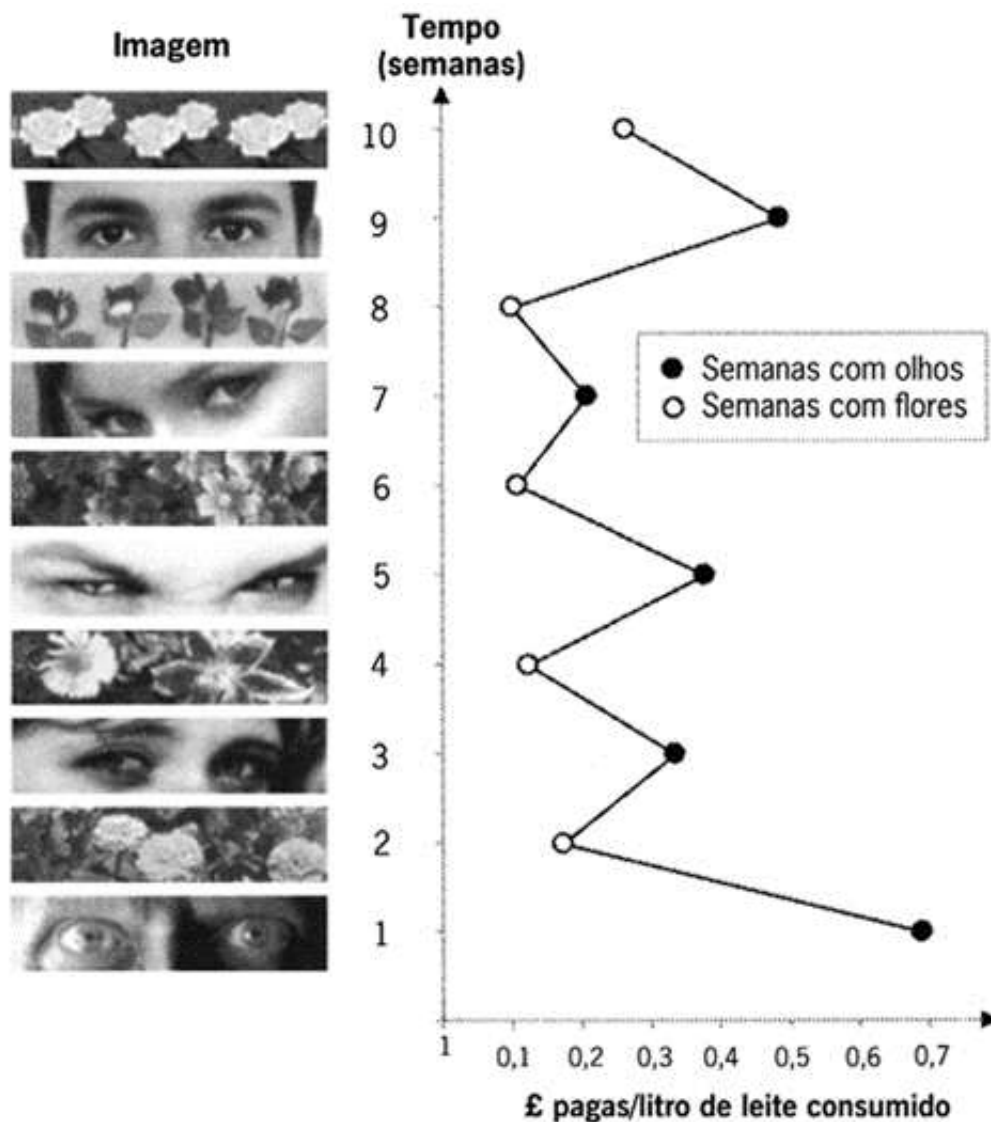 Imagem
Tempo
(semanas)
10
9
8
7
6
5
4
3
2
1
Semanas com olhos
Semanas com flores
1
0,1 0,2 0,3 0,4 0,5 0,6 0,7
£ pagas/litro de leite consumido